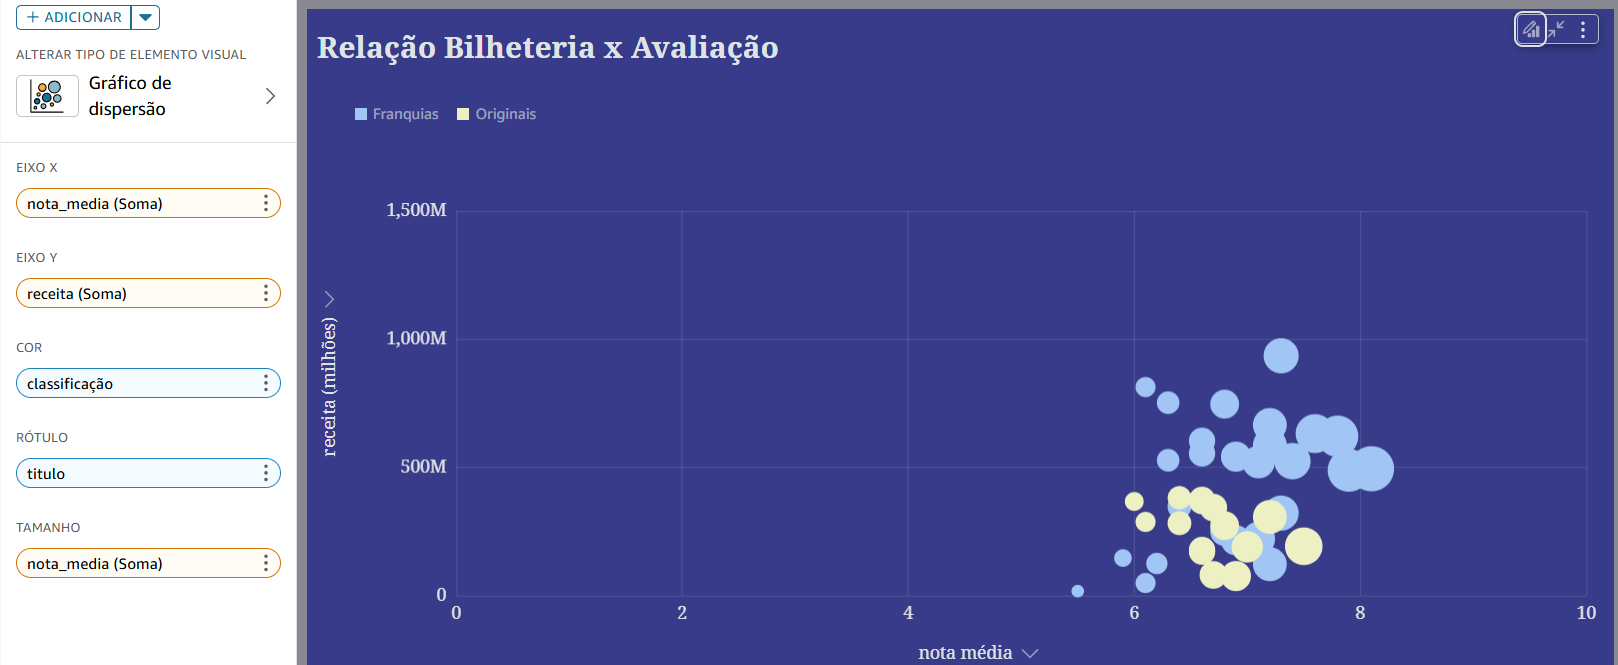 + ADICIONAR
ALTERAR TIPO DE ELEMENTO VISUAL
Gráfico de
dispersão
EIXO X
nota_media (Soma)
EIXO Y
receita (Soma)
COR
classificação
RÓTULO
titulo
TAMANHO
nota_media (Soma)
Relação Bilheteria x Avaliação
Franquias
Originais
receita (milhões)
1,500M
1,000M
500M
0
0 2 4 6 8 10
nota média